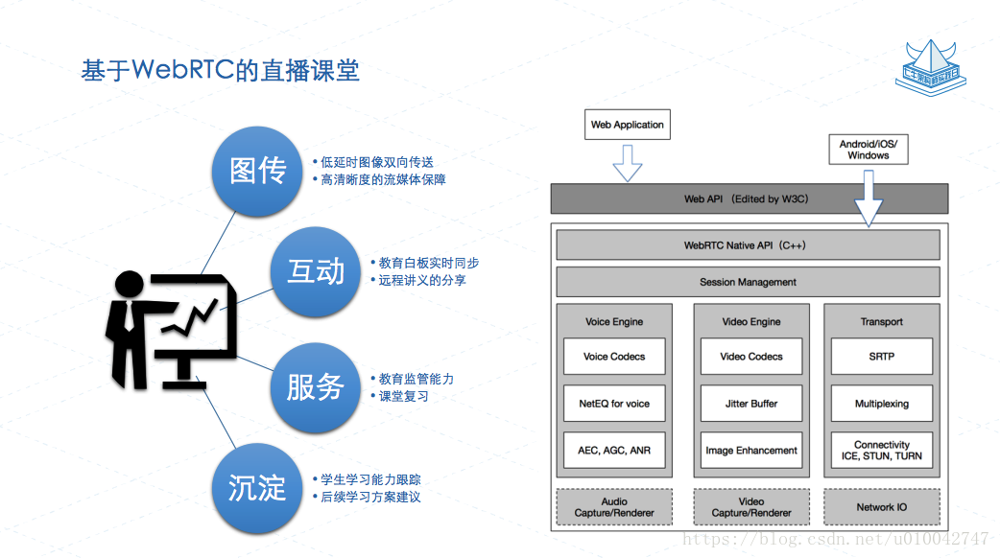 基于WebRTC的直播课堂
图传
• 低延时图像双向传送
• 高清晰度的流媒体保障
互动
• 教育白板实时同步
• 远程讲义的分享
服务
• 教育监管能力
• 课堂复习
沉淀
• 学生学习能力跟踪
• 后续学习方案建议
Web Application
Android/iOS/
Windows
Web API （Edited by W3C）
WebRTC Native API（C++）
Session Management
Voice Engine
Voice Codecs
NetEQ for voice
AEC, AGC, ANR
Video Engine
Video Codecs
Jitter Buffer
Image Enhancement
Transport
SRTP
Multiplexing
Connectivity
ICE, STUN, TURN
Audio
Capture/Renderer
Video
Capture/Renderer
Network IO
https://blog.csdn.net/u010042747